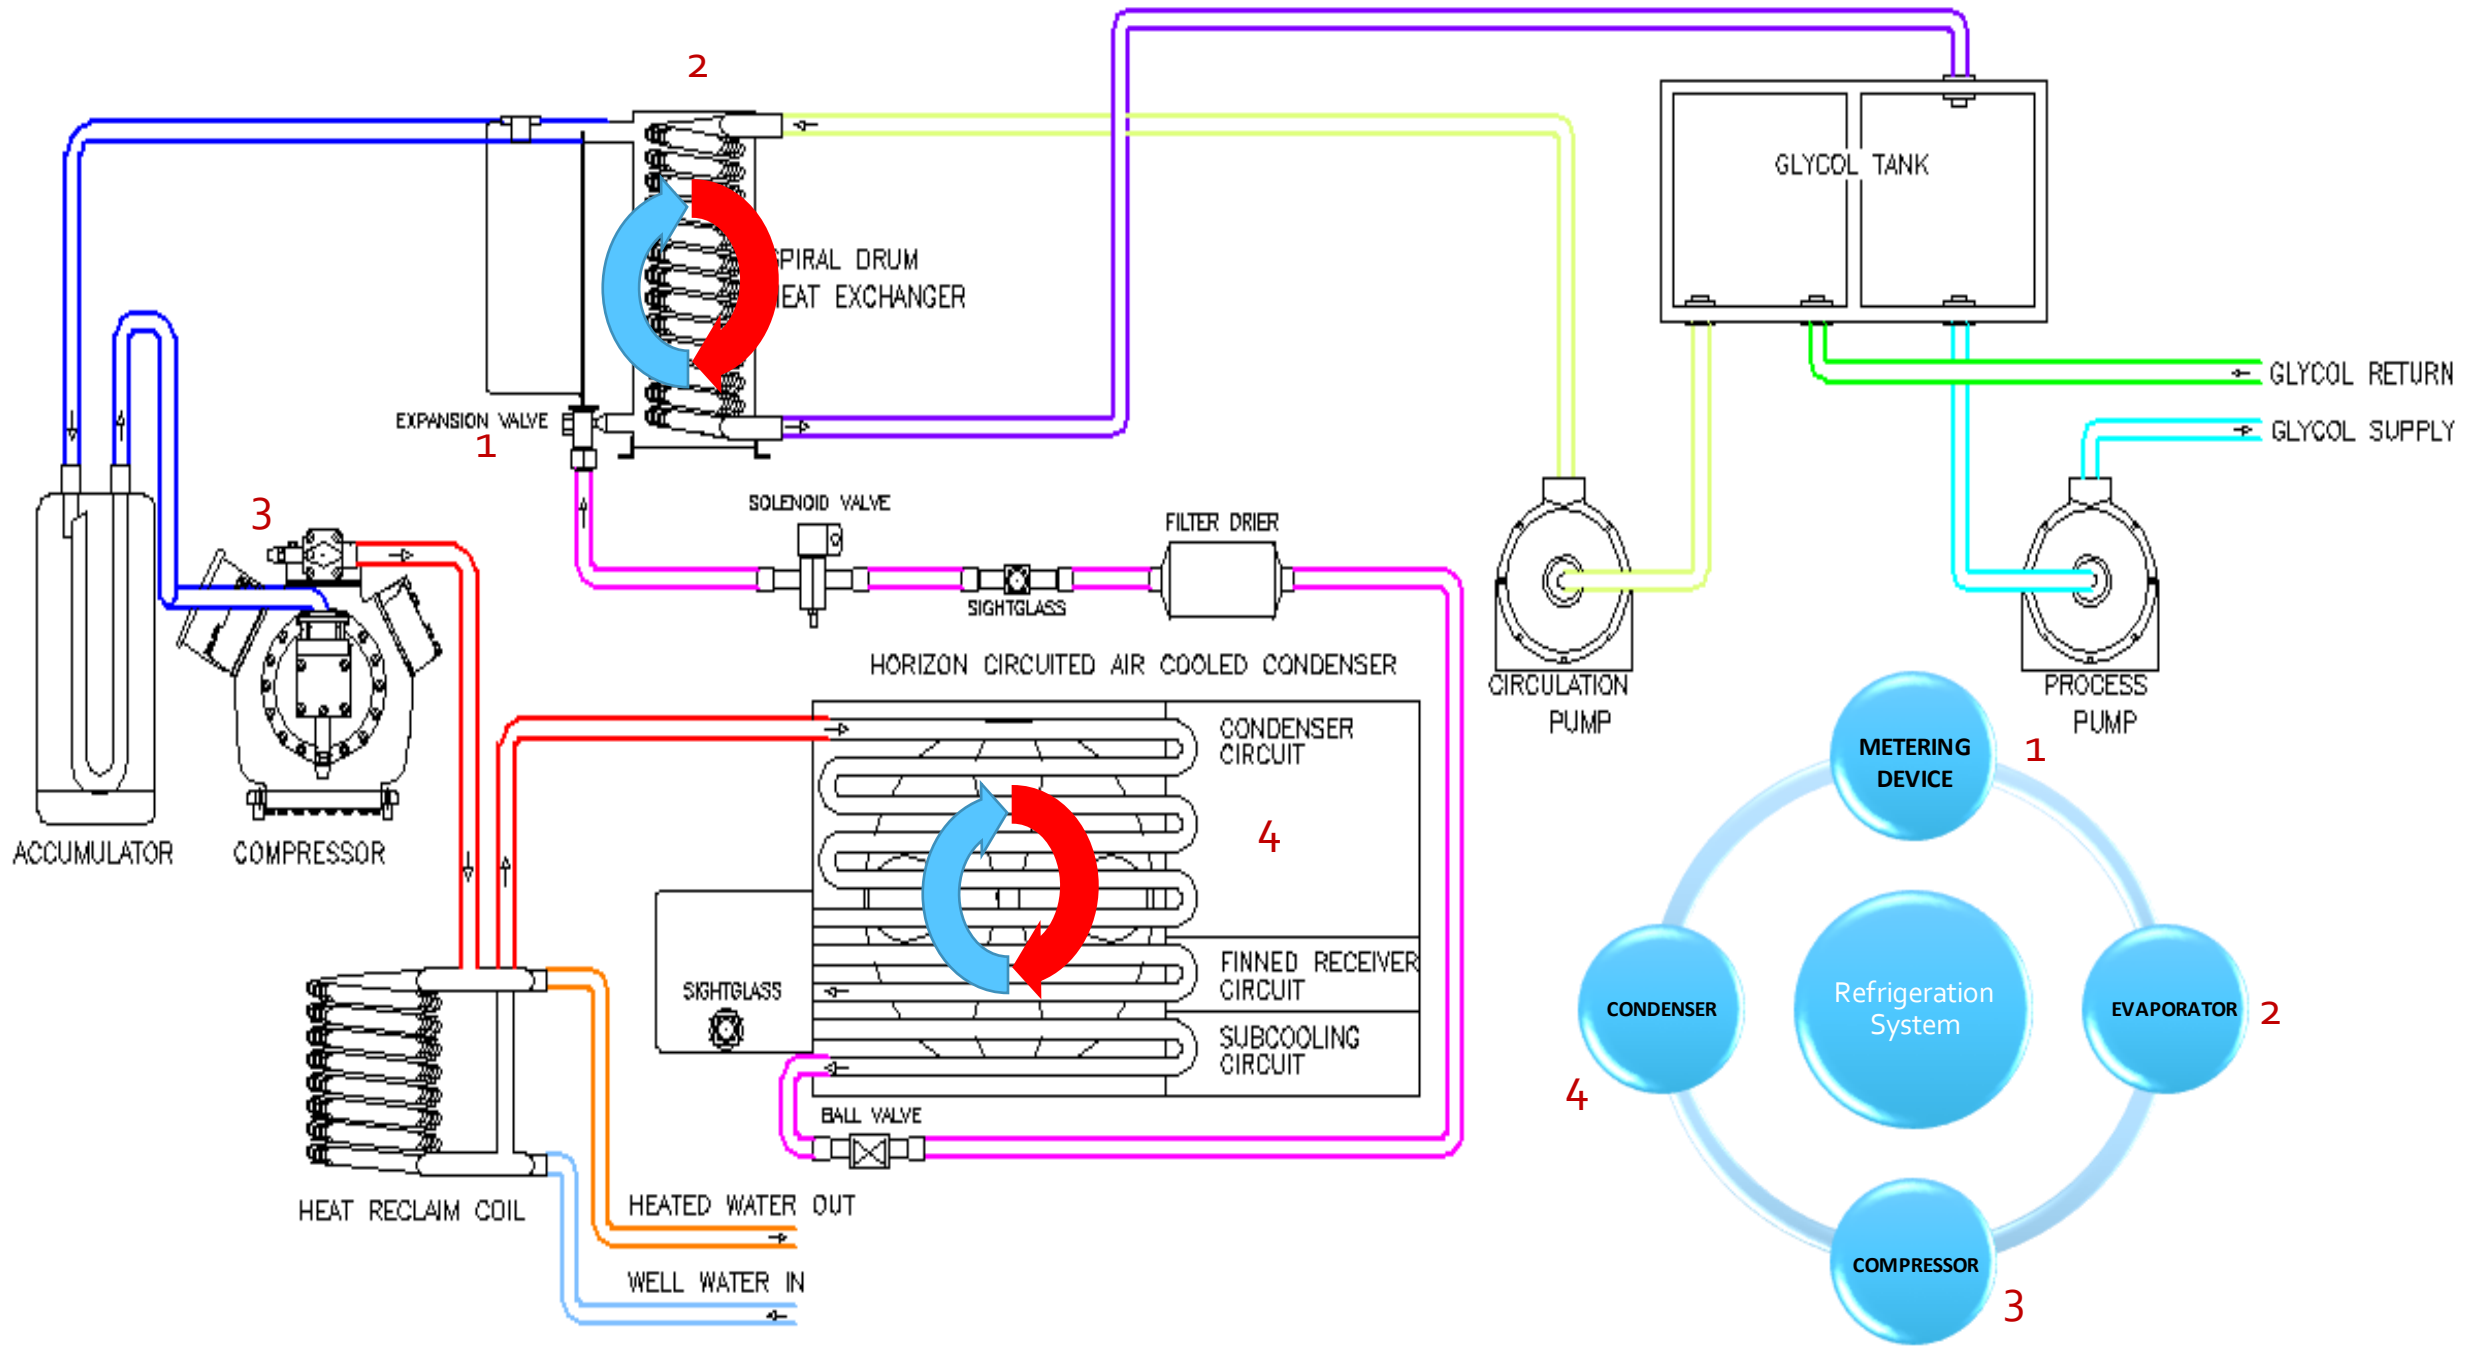 2
GLYCOL TANK
SPIRAL DRUM
HEAT EXCHANGER
GLYCOL RETURN
EXPANSION VALVE
1
GLYCOL SUPPLY
3
SOLENOID VALVE
FILTER DRIER
SIGHTGLASS
HORIZON CIRCUITED AIR COOLED CONDENSER
CIRCULATION
PUMP
PROCESS
PUMP
CONDENSER
CIRCUIT
4
ACCUMULATOR
COMPRESSOR
FINNED RECEIVER
CIRCUIT
SIGHTGLASS
SUBCOOLING
CIRCUIT
BALL VALVE
HEAT RECLAIM COIL
HEATED WATER OUT
WELL WATER IN
METERING
DEVICE
1
CONDENSER
4
Refrigeration
System
EVAPORATOR
2
COMPRESSOR
3